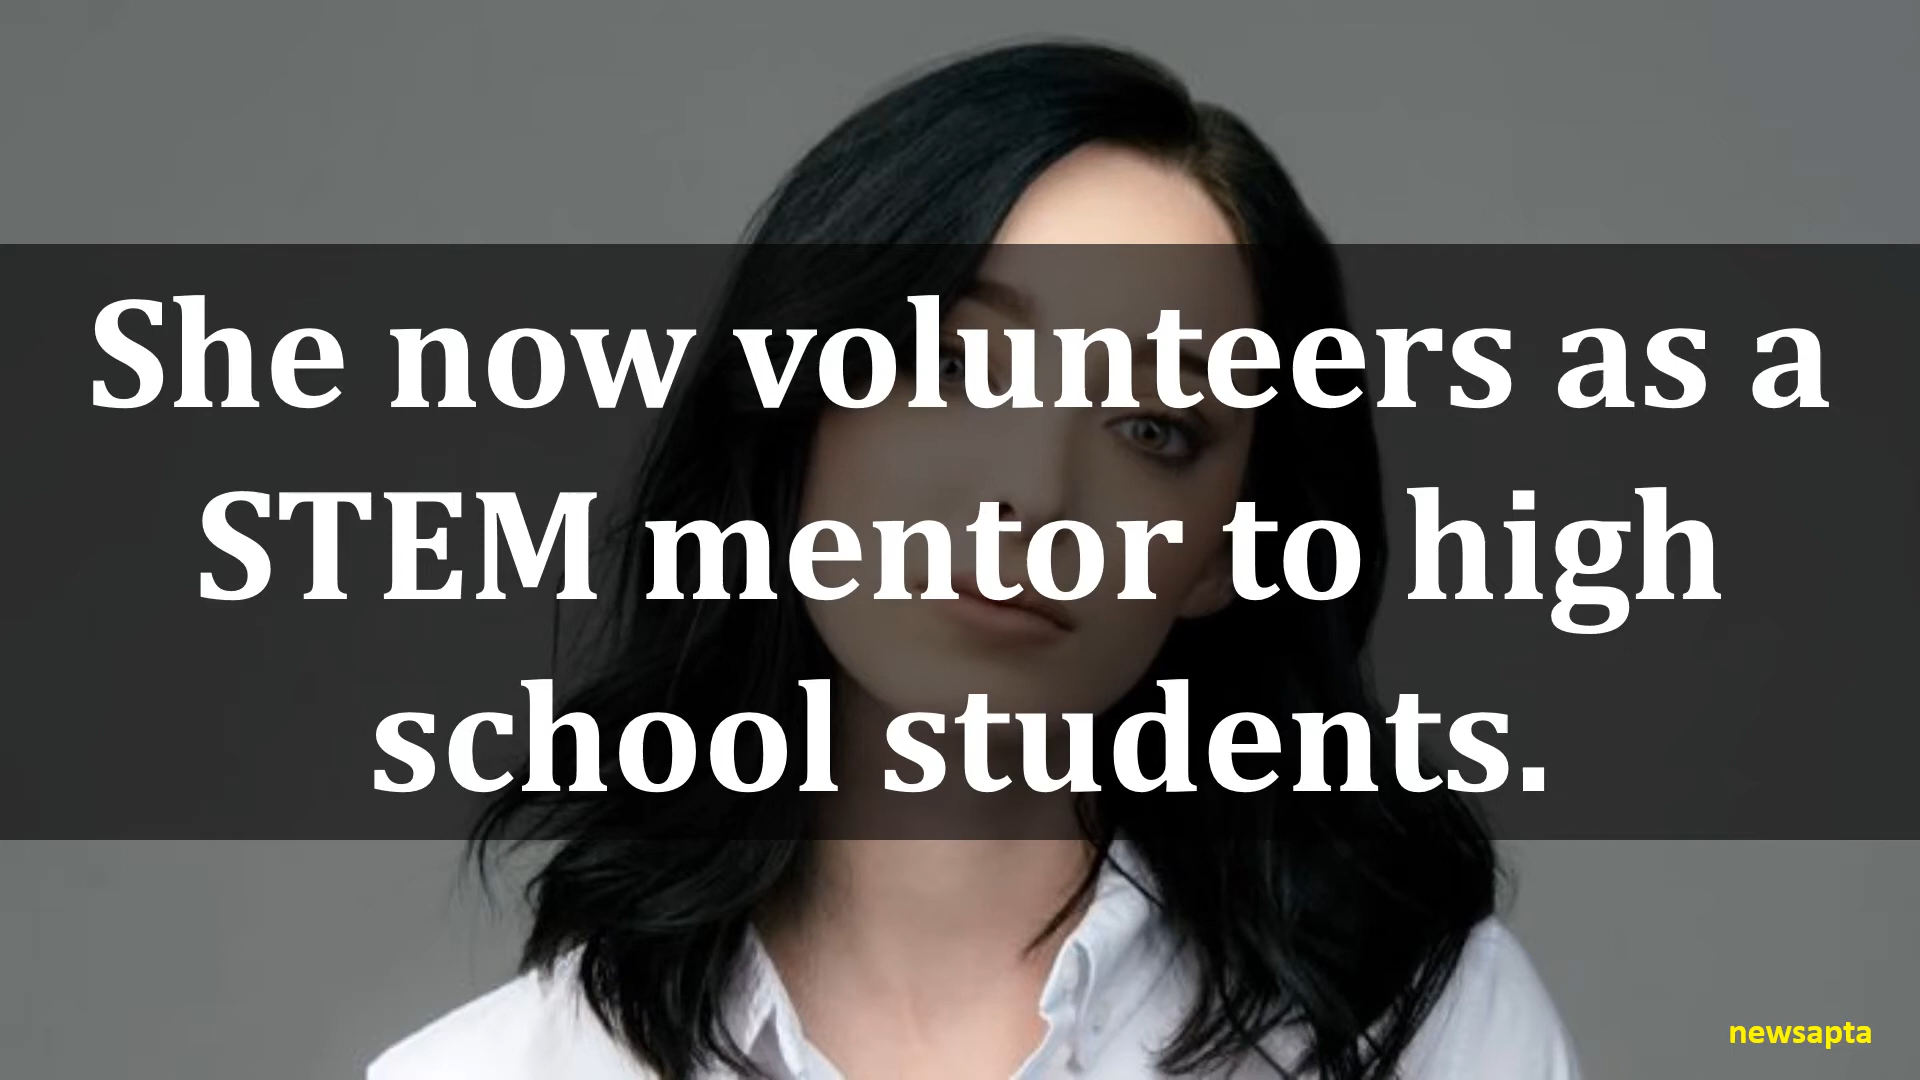 She now volunteers as a
STEM mentor to high
school students.
newsapta